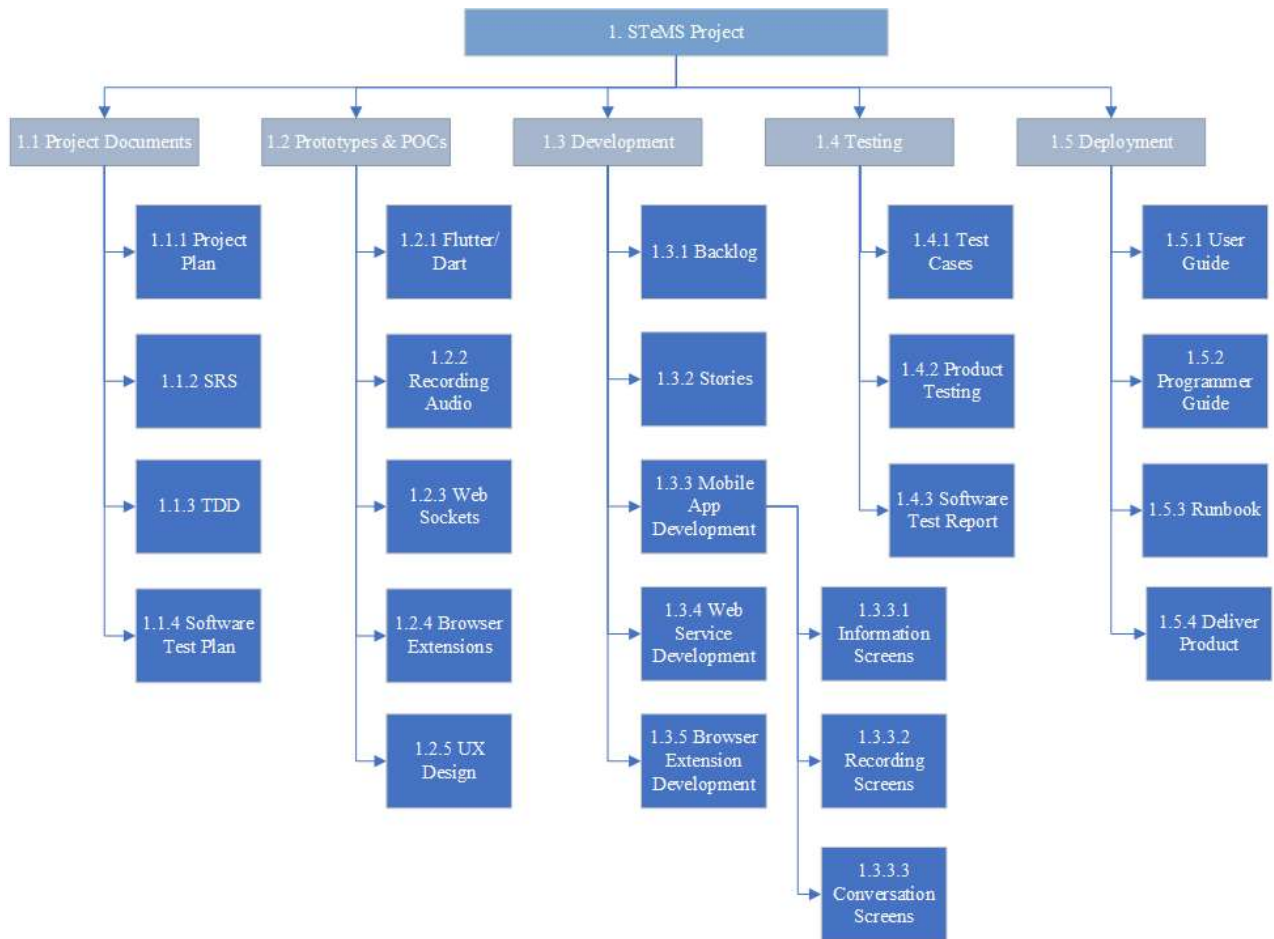 1. STeMS Project
1.1 Project Documents
1.2 Prototypes & POCs
1.3 Development
1.4 Testing
1.5 Deployment
1.1.1 Project
Plan
1.1.2 SRS
1.1.3 TDD
1.1.4 Software
Test Plan
1.2.1 Flutter/
Dart
1.2.2
Recording
Audio
1.2.3 Web
Sockets
1.2.4 Browser
Extensions
1.2.5 UX
Design
1.3.1 Backlog
1.3.2 Stories
1.3.3 Mobile
App
Development
1.3.4 Web
Service
Development
1.3.5 Browser
Extension
Development
1.3.3.1
Information
Screens
1.3.3.2
Recording
Screens
1.3.3.3
Conversation
Screens
1.4.1 Test
Cases
1.4.2 Product
Testing
1.4.3 Software
Test Report
1.5.1 User
Guide
1.5.2
Programmer
Guide
1.5.3 Runbook
1.5.4 Deliver
Product